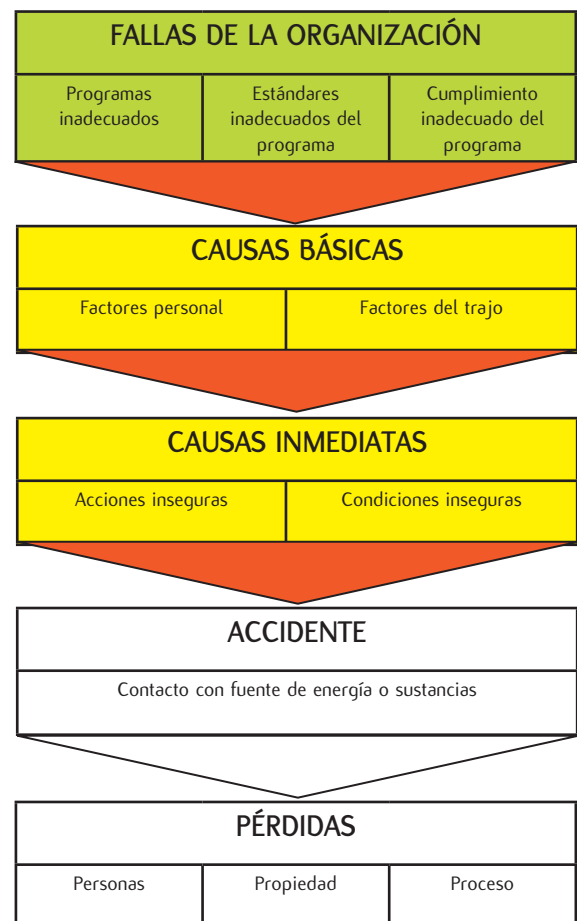 FALLAS DE LA ORGANIZACIÓN
Programas
inadecuados
Estándares
inadecuados del
programa
Cumplimiento
inadecuado del
programa
CAUSAS BÁSICAS
Factores personal
Factores del trajo
CAUSAS INMEDIATAS
Acciones inseguras
Condiciones inseguras
ACCIDENTE
Contacto con fuente de energía o sustancias
PÉRDIDAS
Personas
Propiedad
Proceso